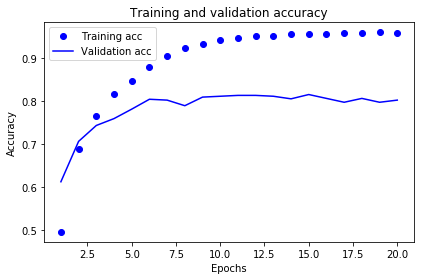 Training and validation accuracy
Training acc
Validation acc
Accuracy
0.9
0.8
0.7
0.6
0.5
2.5 5.0 7.5 10.0 12.5 15.0 17.5 20.0
Epochs